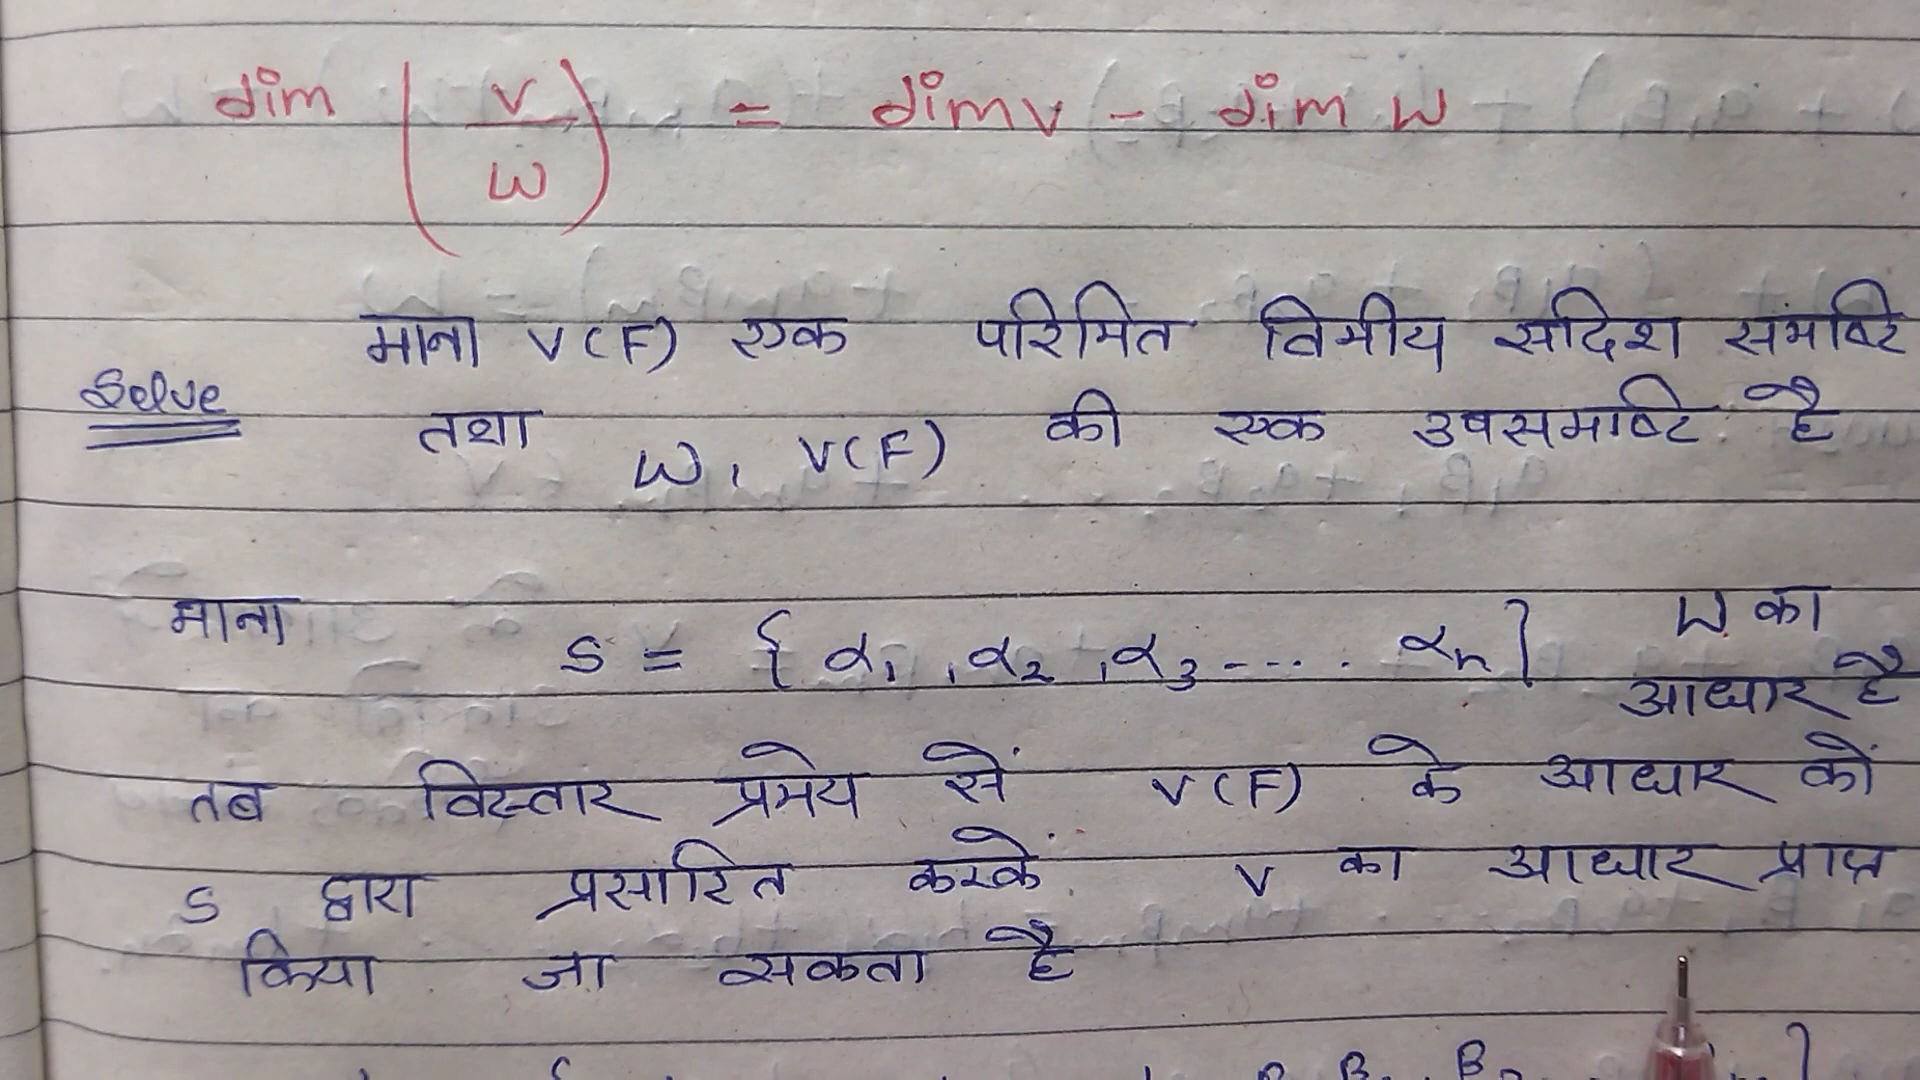 dim (V/W) = dimV - dim W
माना V(F) एक परिमित विमीय सदिश समष्टि
Solve
तथा W, V(F) की एक उपसमष्टि है
माना S = { α1, α2, α3 ---.... αn } W का
आधार है
तब विस्तार प्रमेय सें V(F) के आधार कों
S द्वारा प्रसारित करकें V का आधार प्राप्त
किया जा सकता है